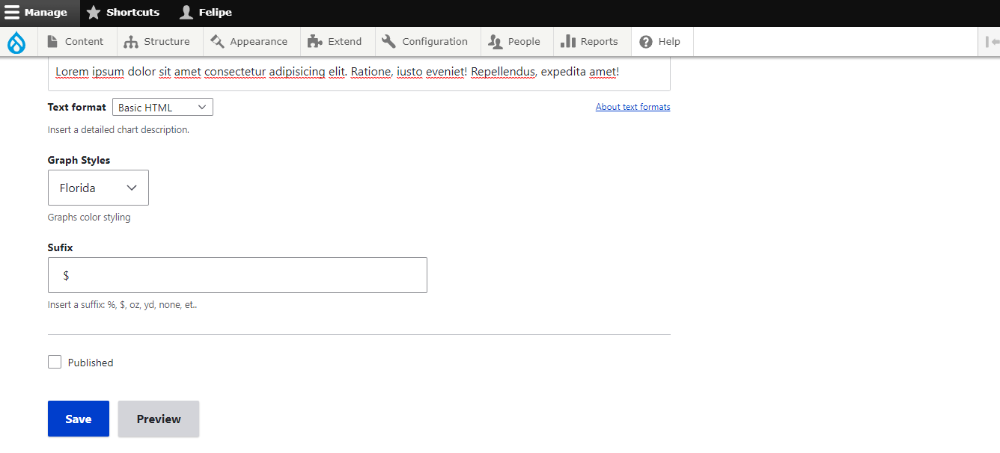 Manage Shortcuts Felipe
Content Structure Appearance Extend Configuration People Reports Help
Lorem ipsum dolor sit amet consectetur adipisicing elit. Ratione, iusto eveniet! Repellendus, expedita amet!
Text format Basic HTML About text formats
Insert a detailed chart description.
Graph Styles
Florida
Graphs color styling
Sufix
$
Insert a suffix: %, $, oz, yd, none, et..
Published
Save Preview